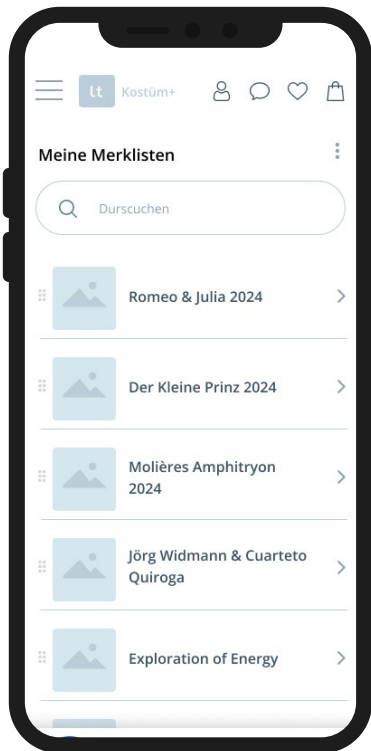 lt Kostüm+
Meine Merklisten
Durscuchen
Romeo & Julia 2024
Der Kleine Prinz 2024
Molières Amphitryon
2024
Jörg Widmann & Cuarteto
Quiroga
Exploration of Energy